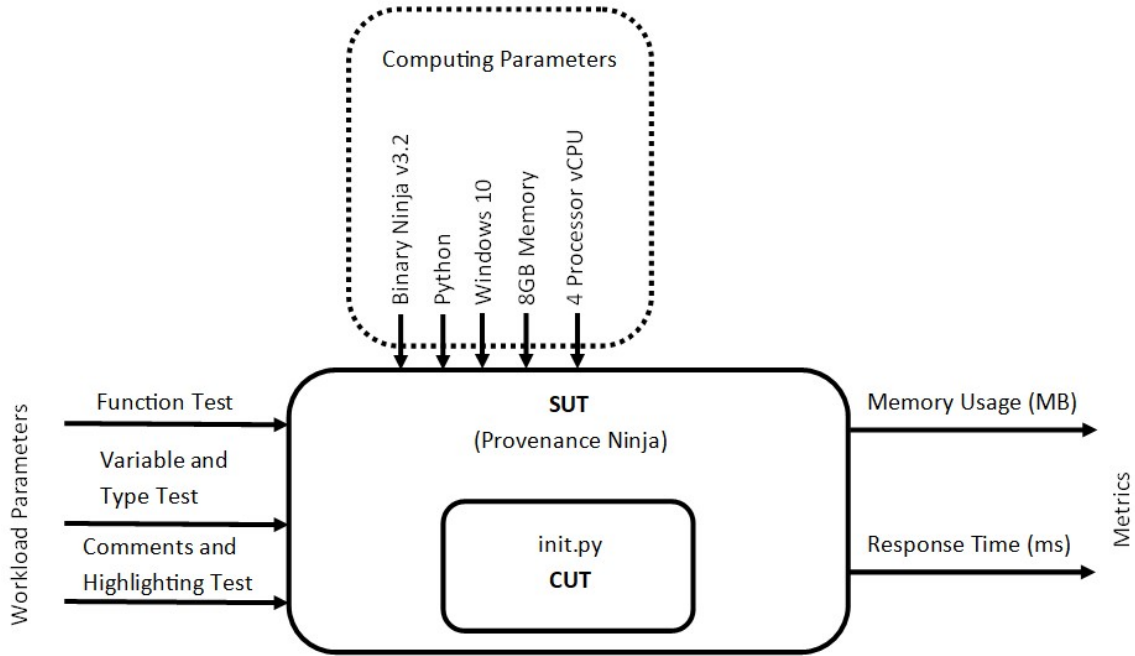 Computing Parameters
Binary Ninja v3.2
Python
Windows 10
8GB Memory
4 Processor vCPU
Workload Parameters
Function Test
Variable and
Type Test
Comments and
Highlighting Test
SUT
(Provenance Ninja)
init.py
CUT
Memory Usage (MB)
Response Time (ms)
Metrics